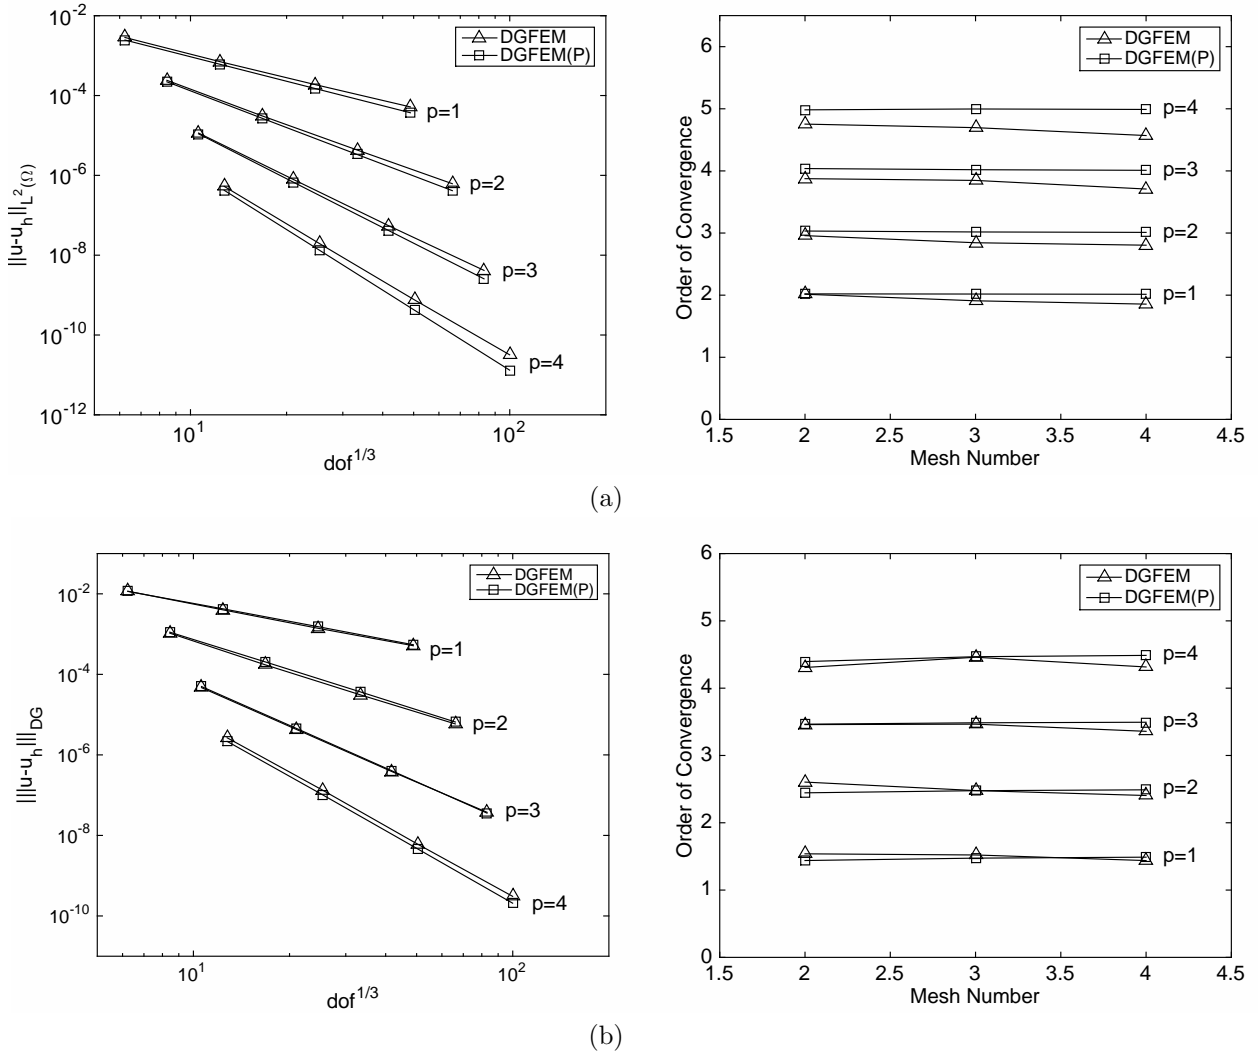 10^-2
10^-4
10^-6
10^-8
10^-10
10^-12
||u-u_h||_L^2(Ω)
10^1
10^2
dof^1/3
DGFEM
DGFEM(P)
p=1
p=2
p=3
p=4
6
5
4
3
2
1
0
Order of Convergence
1.5
2
2.5
3
3.5
4
4.5
Mesh Number
DGFEM
DGFEM(P)
p=4
p=3
p=2
p=1
(a)
10^-2
10^-4
10^-6
10^-8
10^-10
|||u-u_h|||_DG
10^1
10^2
dof^1/3
DGFEM
DGFEM(P)
p=1
p=2
p=3
p=4
6
5
4
3
2
1
0
Order of Convergence
1.5
2
2.5
3
3.5
4
4.5
Mesh Number
DGFEM
DGFEM(P)
p=4
p=3
p=2
p=1
(b)